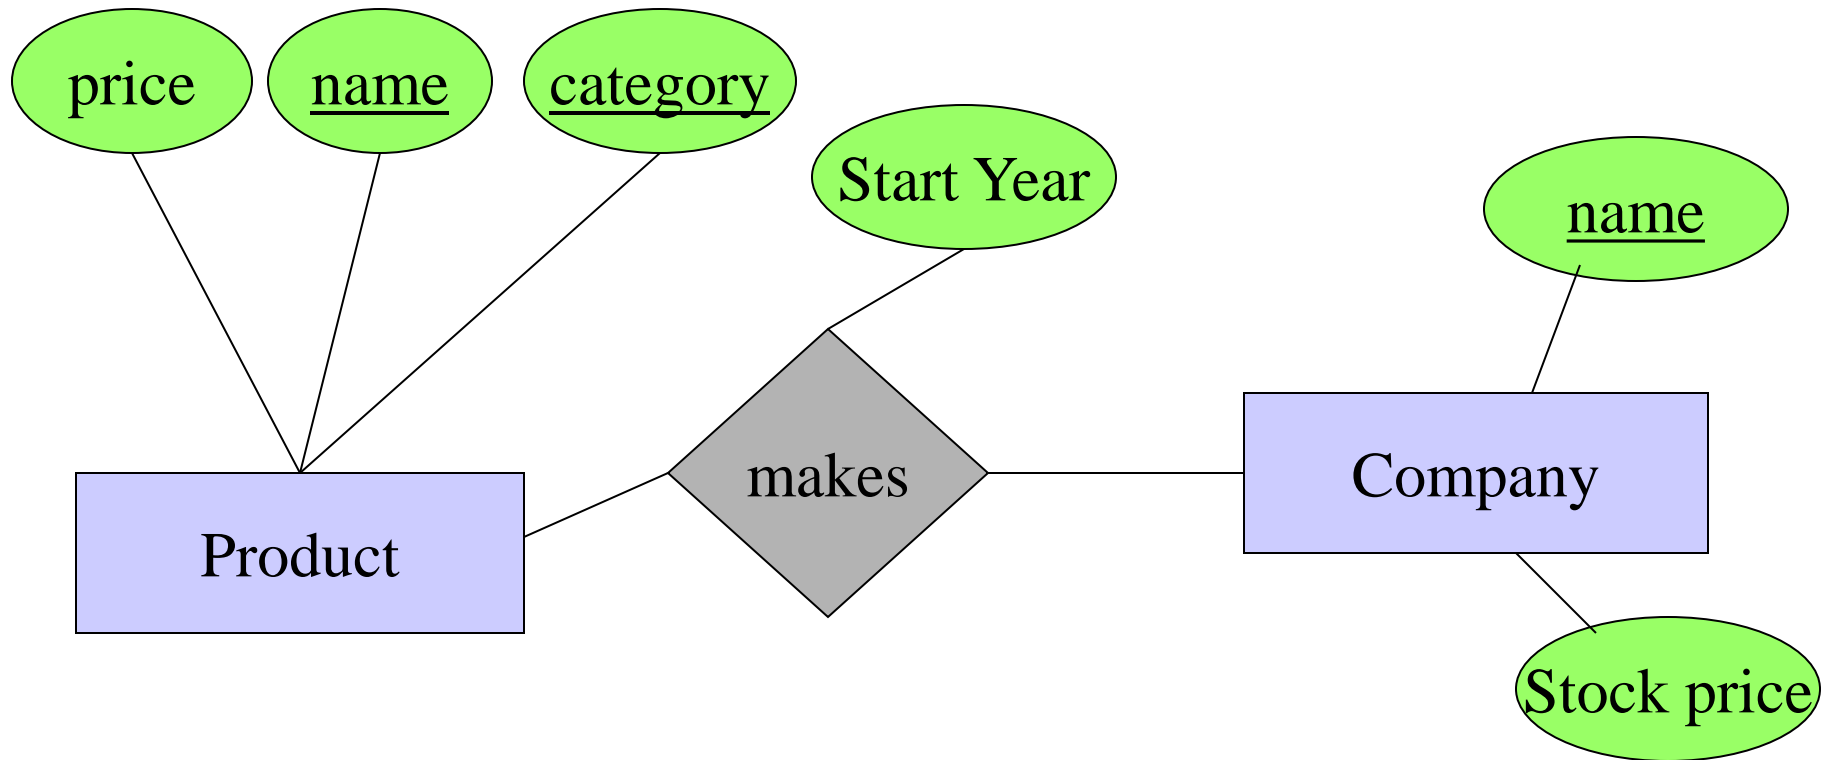 price
name
category
Start Year
name
makes
Company
Product
Stock price